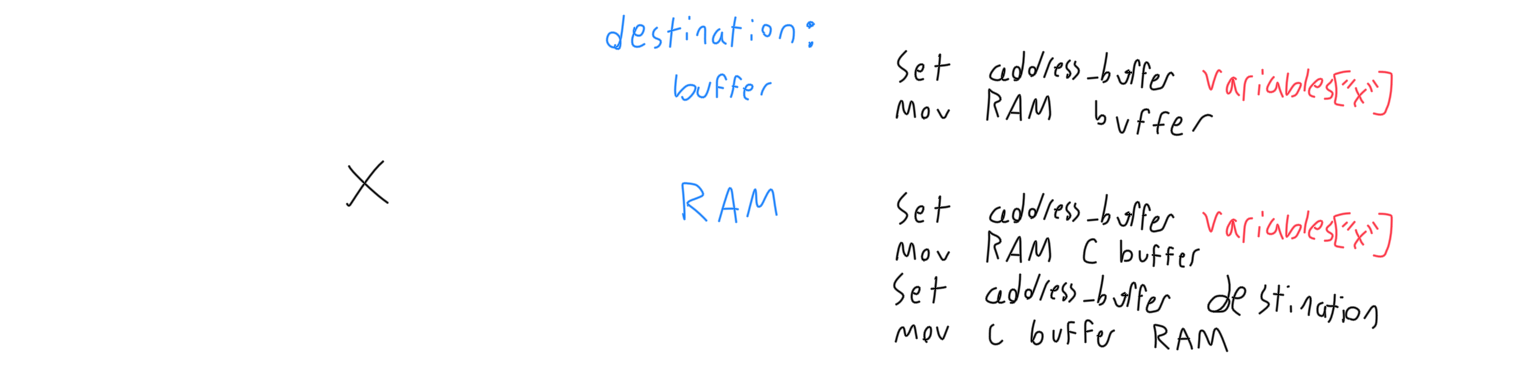 destination:
buffer
Set address_buffer variables["x"]
Mov RAM buffer
X
RAM
Set address_buffer variables["x"]
Mov RAM C buffer
Set address_buffer destination
Mov C buffer RAM